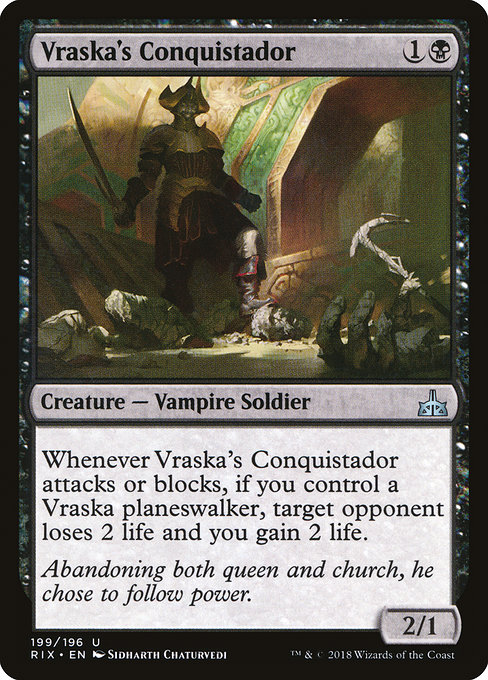 Vraska's Conquistador 1
Creature — Vampire Soldier
Whenever Vraska's Conquistador
attacks or blocks, if you control a
Vraska planeswalker, target opponent
loses 2 life and you gain 2 life.
Abandoning both queen and church, he
chose to follow power.
2/1
199/196 U
RIX • EN Sidharth Chaturvedi ™ & © 2018 Wizards of the Coast